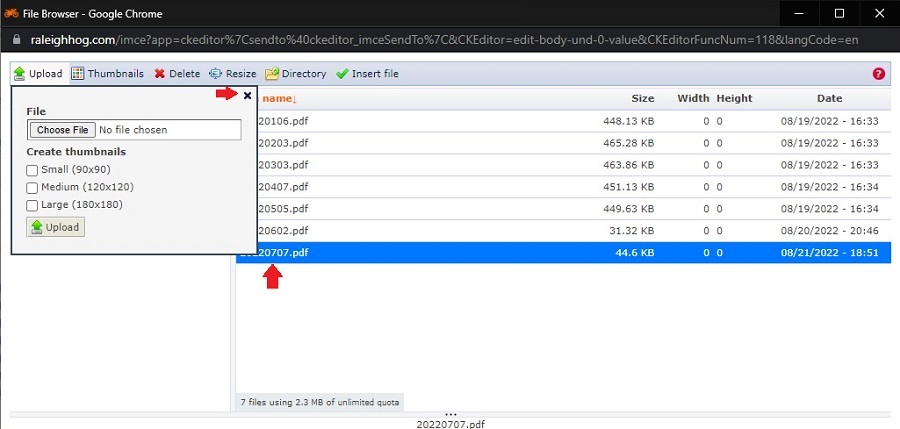 File Browser - Google Chrome
raleighhog.com/imce?app=ckeditor%7Csendto%40ckeditor_imceSendTo%7C&CKEditor=edit-body-und-0-value&CKEditorFuncNum=118&langCode=en
Upload Thumbnails Delete Resize Directory Insert file ?
name↓ Size Width Height Date
File
Choose File No file chosen
Create thumbnails
Small (90x90)
Medium (120x120)
Large (180x180)
Upload
20106.pdf 448.13 KB 0 0 08/19/2022 - 16:33
20203.pdf 465.28 KB 0 0 08/19/2022 - 16:33
20303.pdf 463.86 KB 0 0 08/19/2022 - 16:33
20407.pdf 451.13 KB 0 0 08/19/2022 - 16:34
20505.pdf 449.63 KB 0 0 08/19/2022 - 16:34
20602.pdf 31.32 KB 0 0 08/20/2022 - 20:46
20220707.pdf 44.6 KB 0 0 08/21/2022 - 18:51
7 files using 2.3 MB of unlimited quota
20220707.pdf